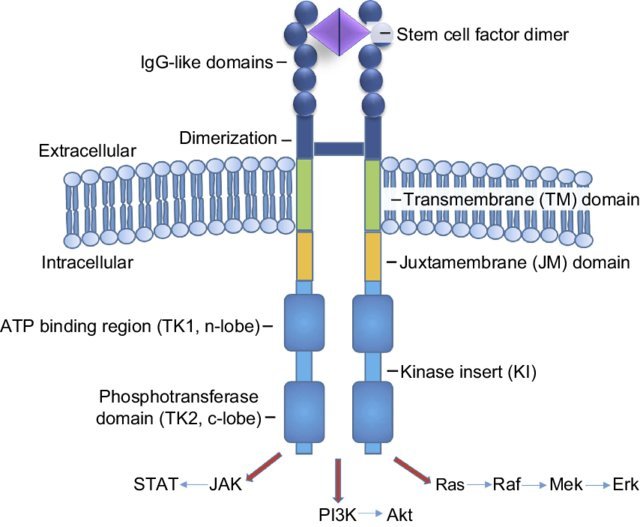 Stem cell factor dimer
IgG-like domains
Dimerization
Extracellular
Transmembrane (TM) domain
Intracellular
Juxtamembrane (JM) domain
ATP binding region (TK1, n-lobe)
Kinase insert (KI)
Phosphotransferase
domain (TK2, c-lobe)
STAT JAK
Ras Raf Mek Erk
PI3K Akt